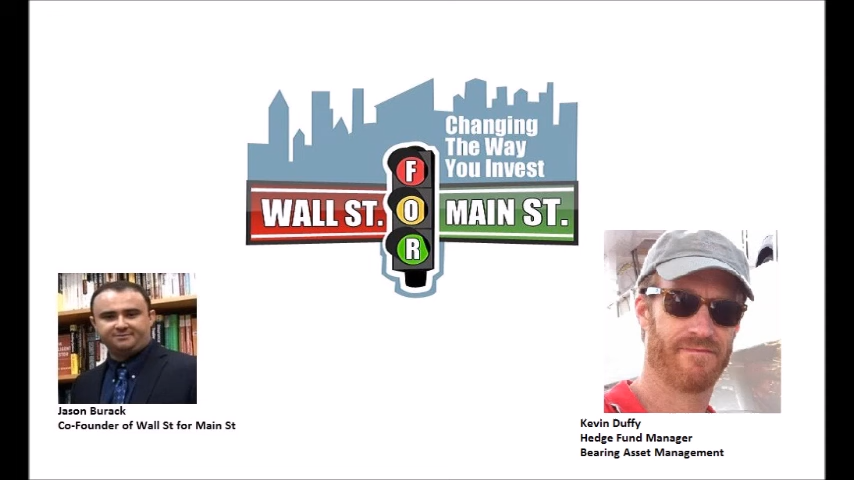 Changing
The Way
You Invest
WALL ST. FOR MAIN ST.
Jason Burack
Co-Founder of Wall St for Main St
Kevin Duffy
Hedge Fund Manager
Bearing Asset Management